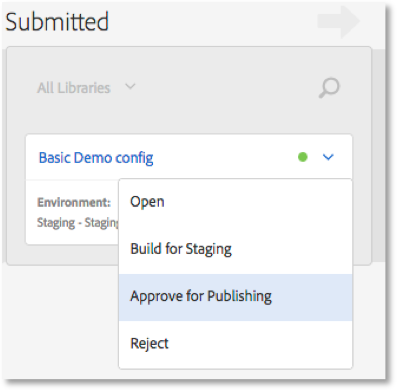 Submitted
All Libraries
Basic Demo config
Environment:
Staging - Staging
Open
Build for Staging
Approve for Publishing
Reject